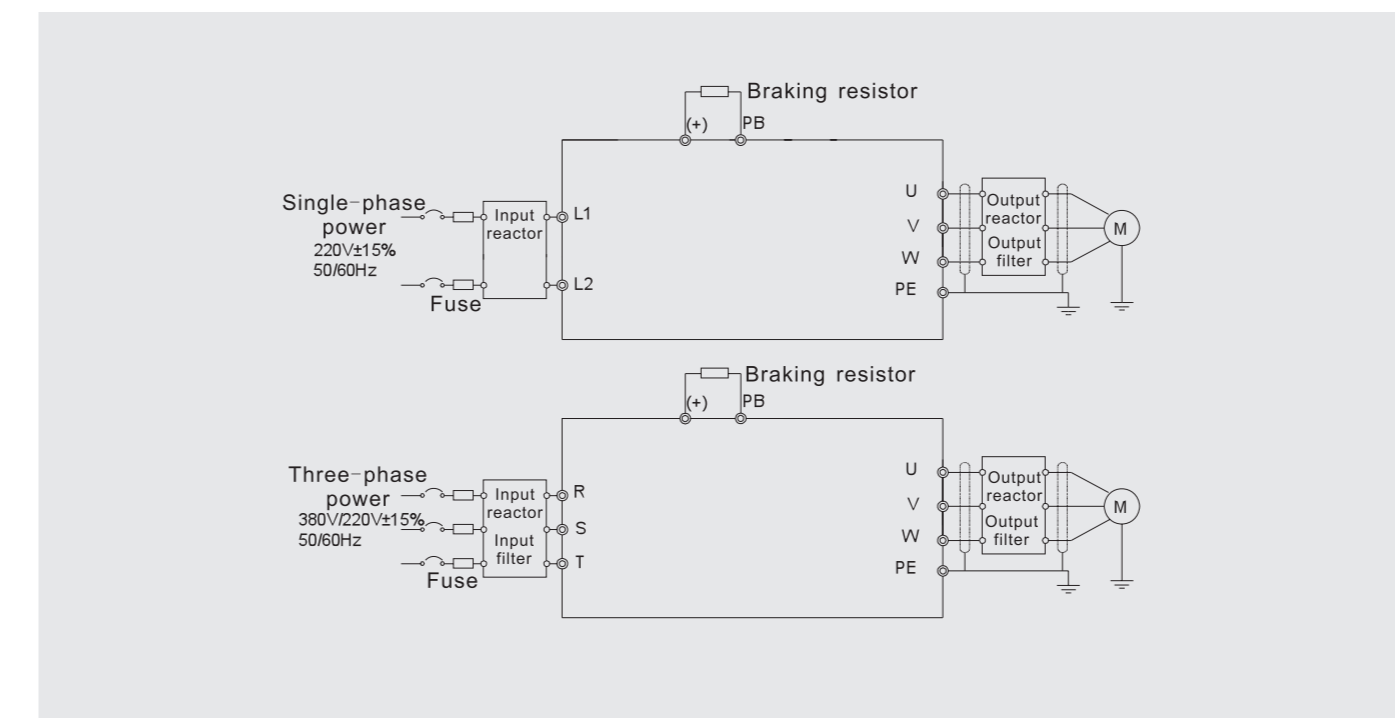 Braking resistor
(+) PB
Single-phase
power
220V±15%
50/60Hz
Fuse
Input
reactor
L1
L2
U
V
W
PE
Output
reactor
Output
filter
M
Braking resistor
(+) PB
Three-phase
power
380V/220V±15%
50/60Hz
Fuse
Input
reactor
Input
filter
R
S
T
U
V
W
PE
Output
reactor
Output
filter
M